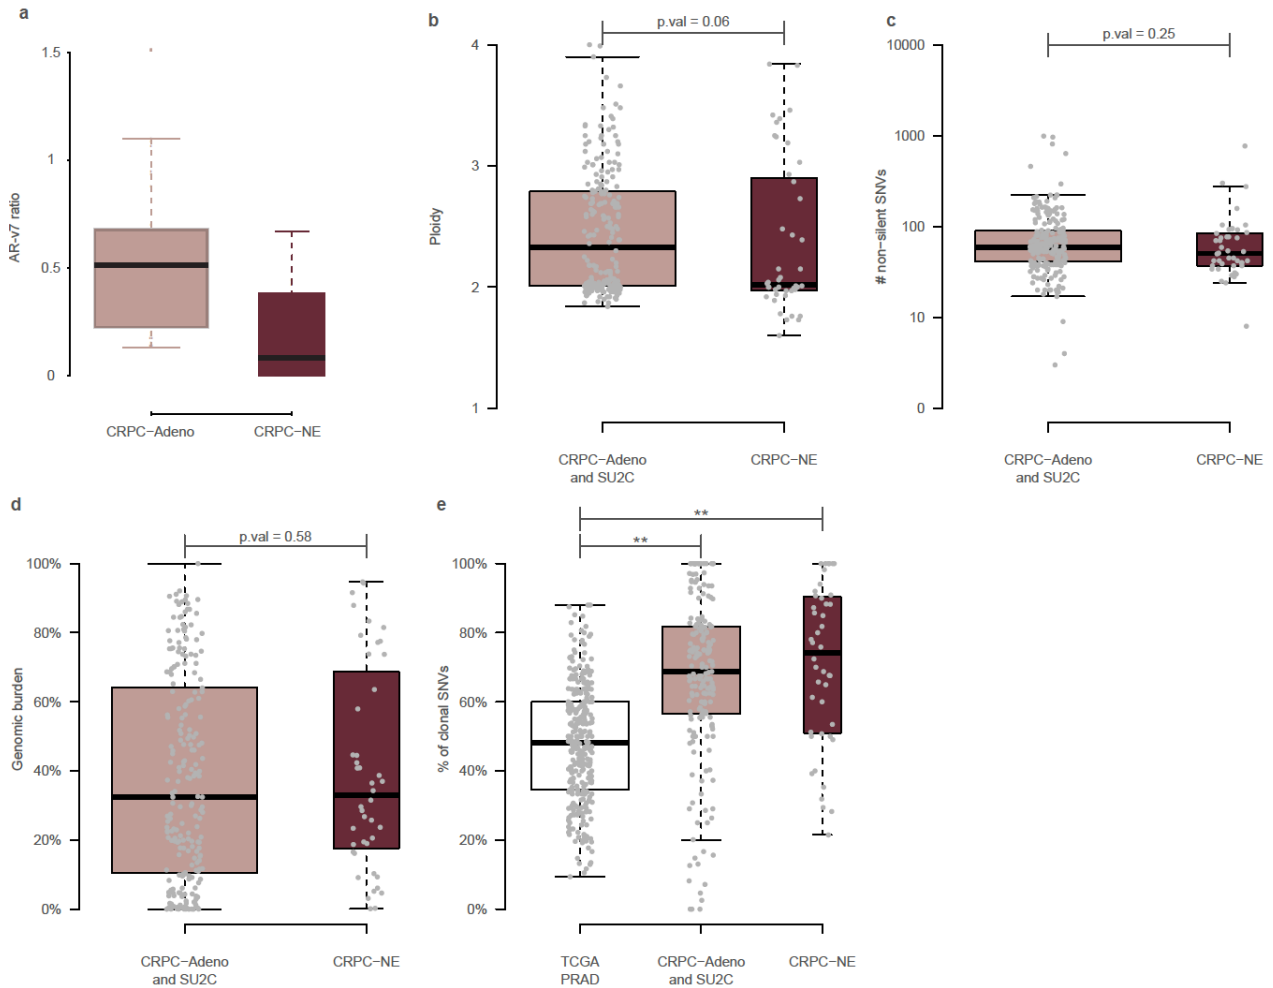 a
1.5
1
0.5
0
AR-v7 ratio
CRPC−Adeno
CRPC−NE
b
p.val = 0.06
4
3
2
1
Ploidy
CRPC−Adeno
and SU2C
CRPC−NE
c
p.val = 0.25
10000
1000
100
10
0
# non−silent SNVs
CRPC−Adeno
and SU2C
CRPC−NE
d
p.val = 0.58
100%
80%
60%
40%
20%
0%
Genomic burden
CRPC−Adeno
and SU2C
CRPC−NE
e
**
**
100%
80%
60%
40%
20%
0%
% of clonal SNVs
TCGA
PRAD
CRPC−Adeno
and SU2C
CRPC−NE